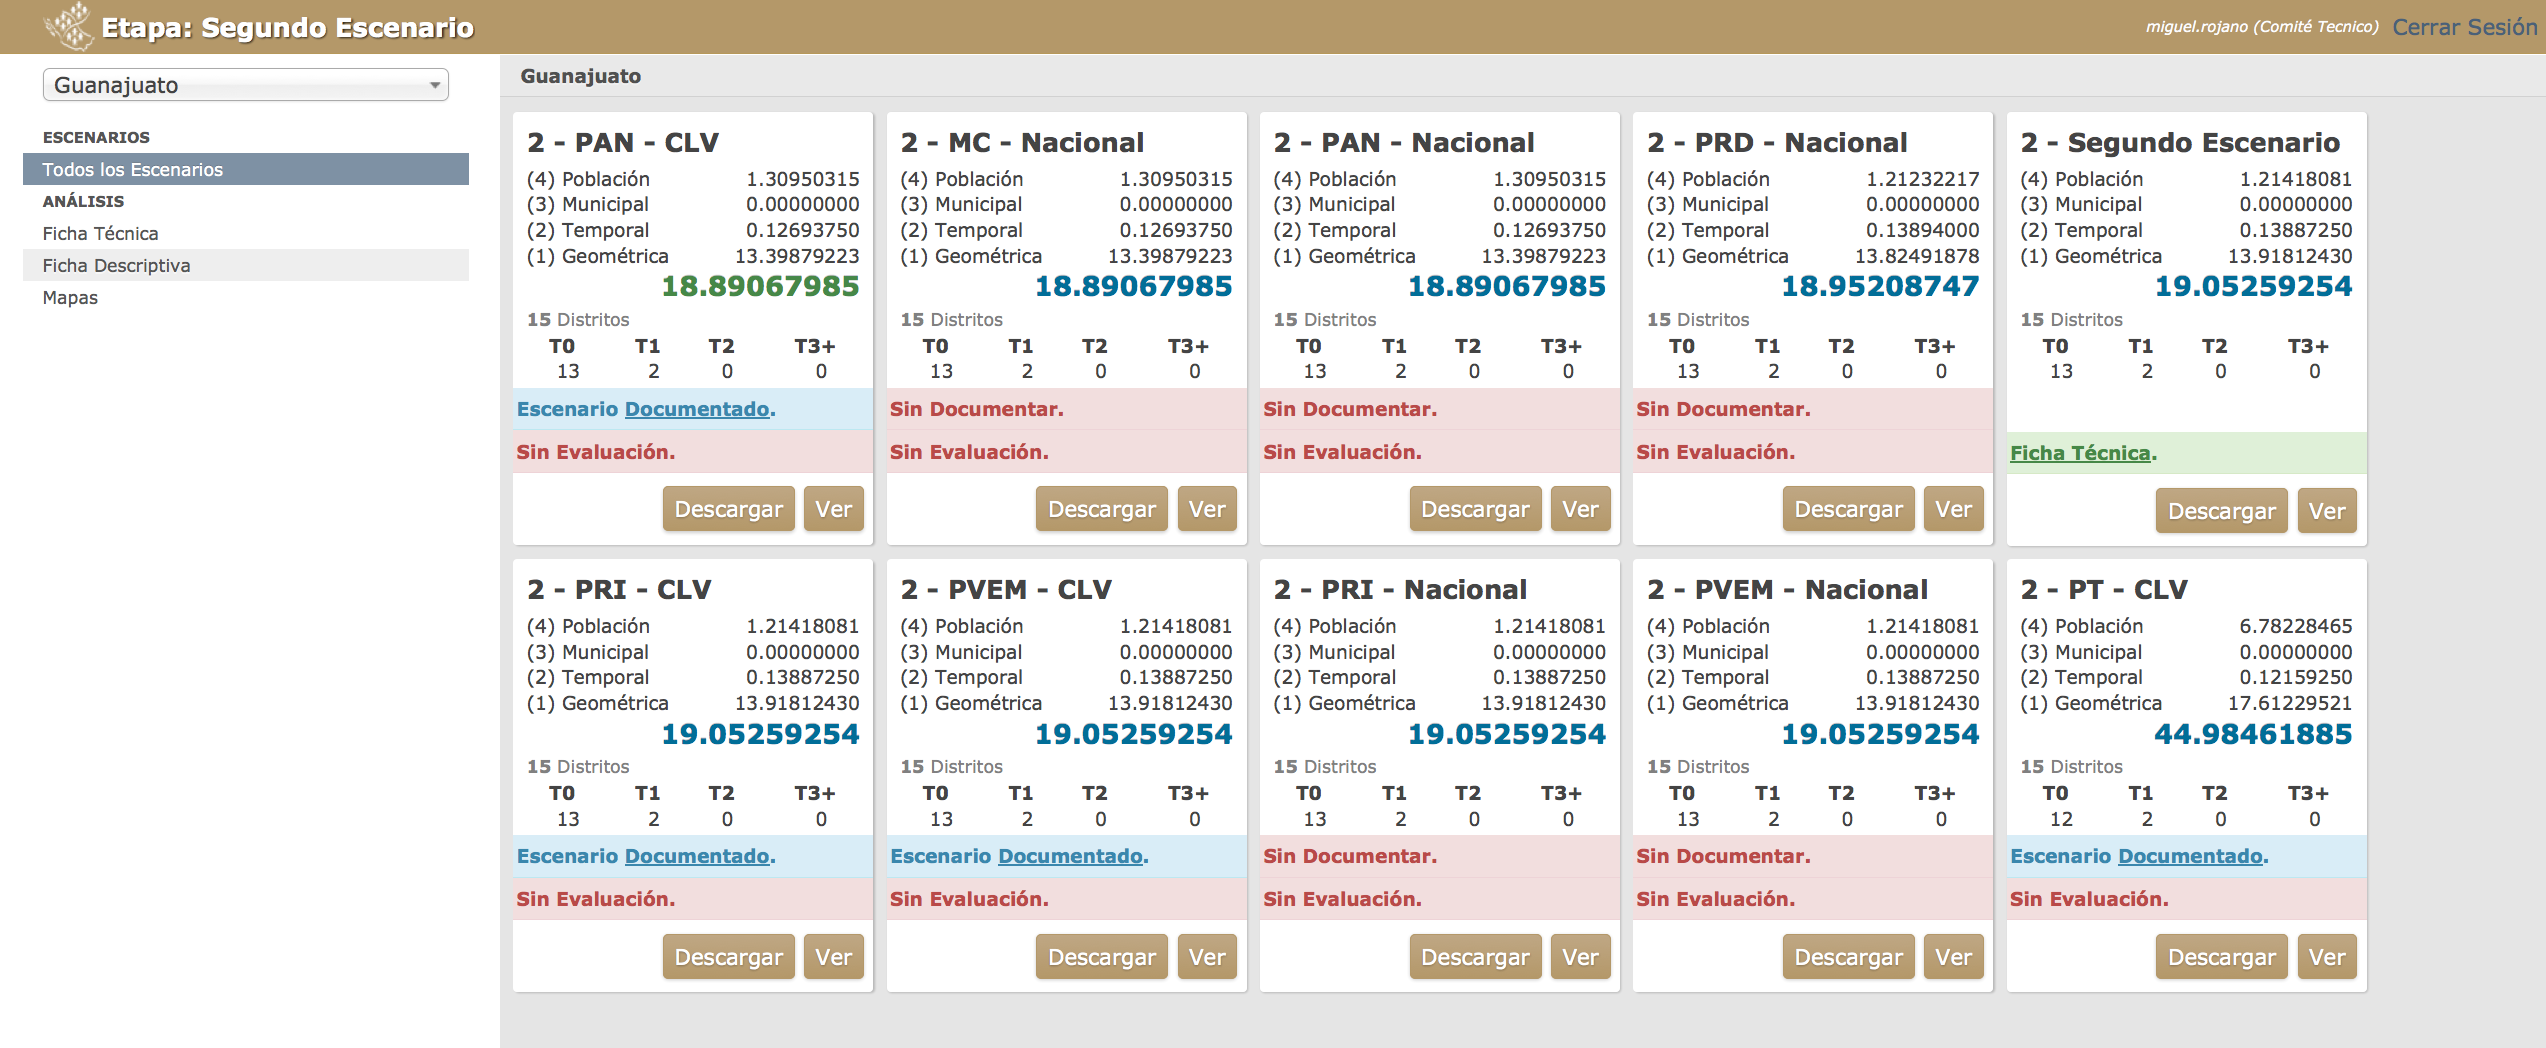 Etapa: Segundo Escenario
miguel.rojano (Comité Tecnico) Cerrar Sesión
Guanajuato
ESCENARIOS
Todos los Escenarios
ANÁLISIS
Ficha Técnica
Ficha Descriptiva
Mapas
Guanajuato
2 - PAN - CLV
(4) Población 1.30950315
(3) Municipal 0.00000000
(2) Temporal 0.12693750
(1) Geométrica 13.39879223
18.89067985
15 Distritos
T0 T1 T2 T3+
13 2 0 0
Escenario Documentado.
Sin Evaluación.
Descargar Ver
2 - MC - Nacional
(4) Población 1.30950315
(3) Municipal 0.00000000
(2) Temporal 0.12693750
(1) Geométrica 13.39879223
18.89067985
15 Distritos
T0 T1 T2 T3+
13 2 0 0
Sin Documentar.
Sin Evaluación.
Descargar Ver
2 - PAN - Nacional
(4) Población 1.30950315
(3) Municipal 0.00000000
(2) Temporal 0.12693750
(1) Geométrica 13.39879223
18.89067985
15 Distritos
T0 T1 T2 T3+
13 2 0 0
Sin Documentar.
Sin Evaluación.
Descargar Ver
2 - PRD - Nacional
(4) Población 1.21232217
(3) Municipal 0.00000000
(2) Temporal 0.13894000
(1) Geométrica 13.82491878
18.95208747
15 Distritos
T0 T1 T2 T3+
13 2 0 0
Sin Documentar.
Sin Evaluación.
Descargar Ver
2 - Segundo Escenario
(4) Población 1.21418081
(3) Municipal 0.00000000
(2) Temporal 0.13887250
(1) Geométrica 13.91812430
19.05259254
15 Distritos
T0 T1 T2 T3+
13 2 0 0
Ficha Técnica.
Descargar Ver
2 - PRI - CLV
(4) Población 1.21418081
(3) Municipal 0.00000000
(2) Temporal 0.13887250
(1) Geométrica 13.91812430
19.05259254
15 Distritos
T0 T1 T2 T3+
13 2 0 0
Escenario Documentado.
Sin Evaluación.
Descargar Ver
2 - PVEM - CLV
(4) Población 1.21418081
(3) Municipal 0.00000000
(2) Temporal 0.13887250
(1) Geométrica 13.91812430
19.05259254
15 Distritos
T0 T1 T2 T3+
13 2 0 0
Escenario Documentado.
Sin Evaluación.
Descargar Ver
2 - PRI - Nacional
(4) Población 1.21418081
(3) Municipal 0.00000000
(2) Temporal 0.13887250
(1) Geométrica 13.91812430
19.05259254
15 Distritos
T0 T1 T2 T3+
13 2 0 0
Sin Documentar.
Sin Evaluación.
Descargar Ver
2 - PVEM - Nacional
(4) Población 1.21418081
(3) Municipal 0.00000000
(2) Temporal 0.13887250
(1) Geométrica 13.91812430
19.05259254
15 Distritos
T0 T1 T2 T3+
13 2 0 0
Sin Documentar.
Sin Evaluación.
Descargar Ver
2 - PT - CLV
(4) Población 6.78228465
(3) Municipal 0.00000000
(2) Temporal 0.12159250
(1) Geométrica 17.61229521
44.98461885
15 Distritos
T0 T1 T2 T3+
12 2 0 0
Escenario Documentado.
Sin Evaluación.
Descargar Ver